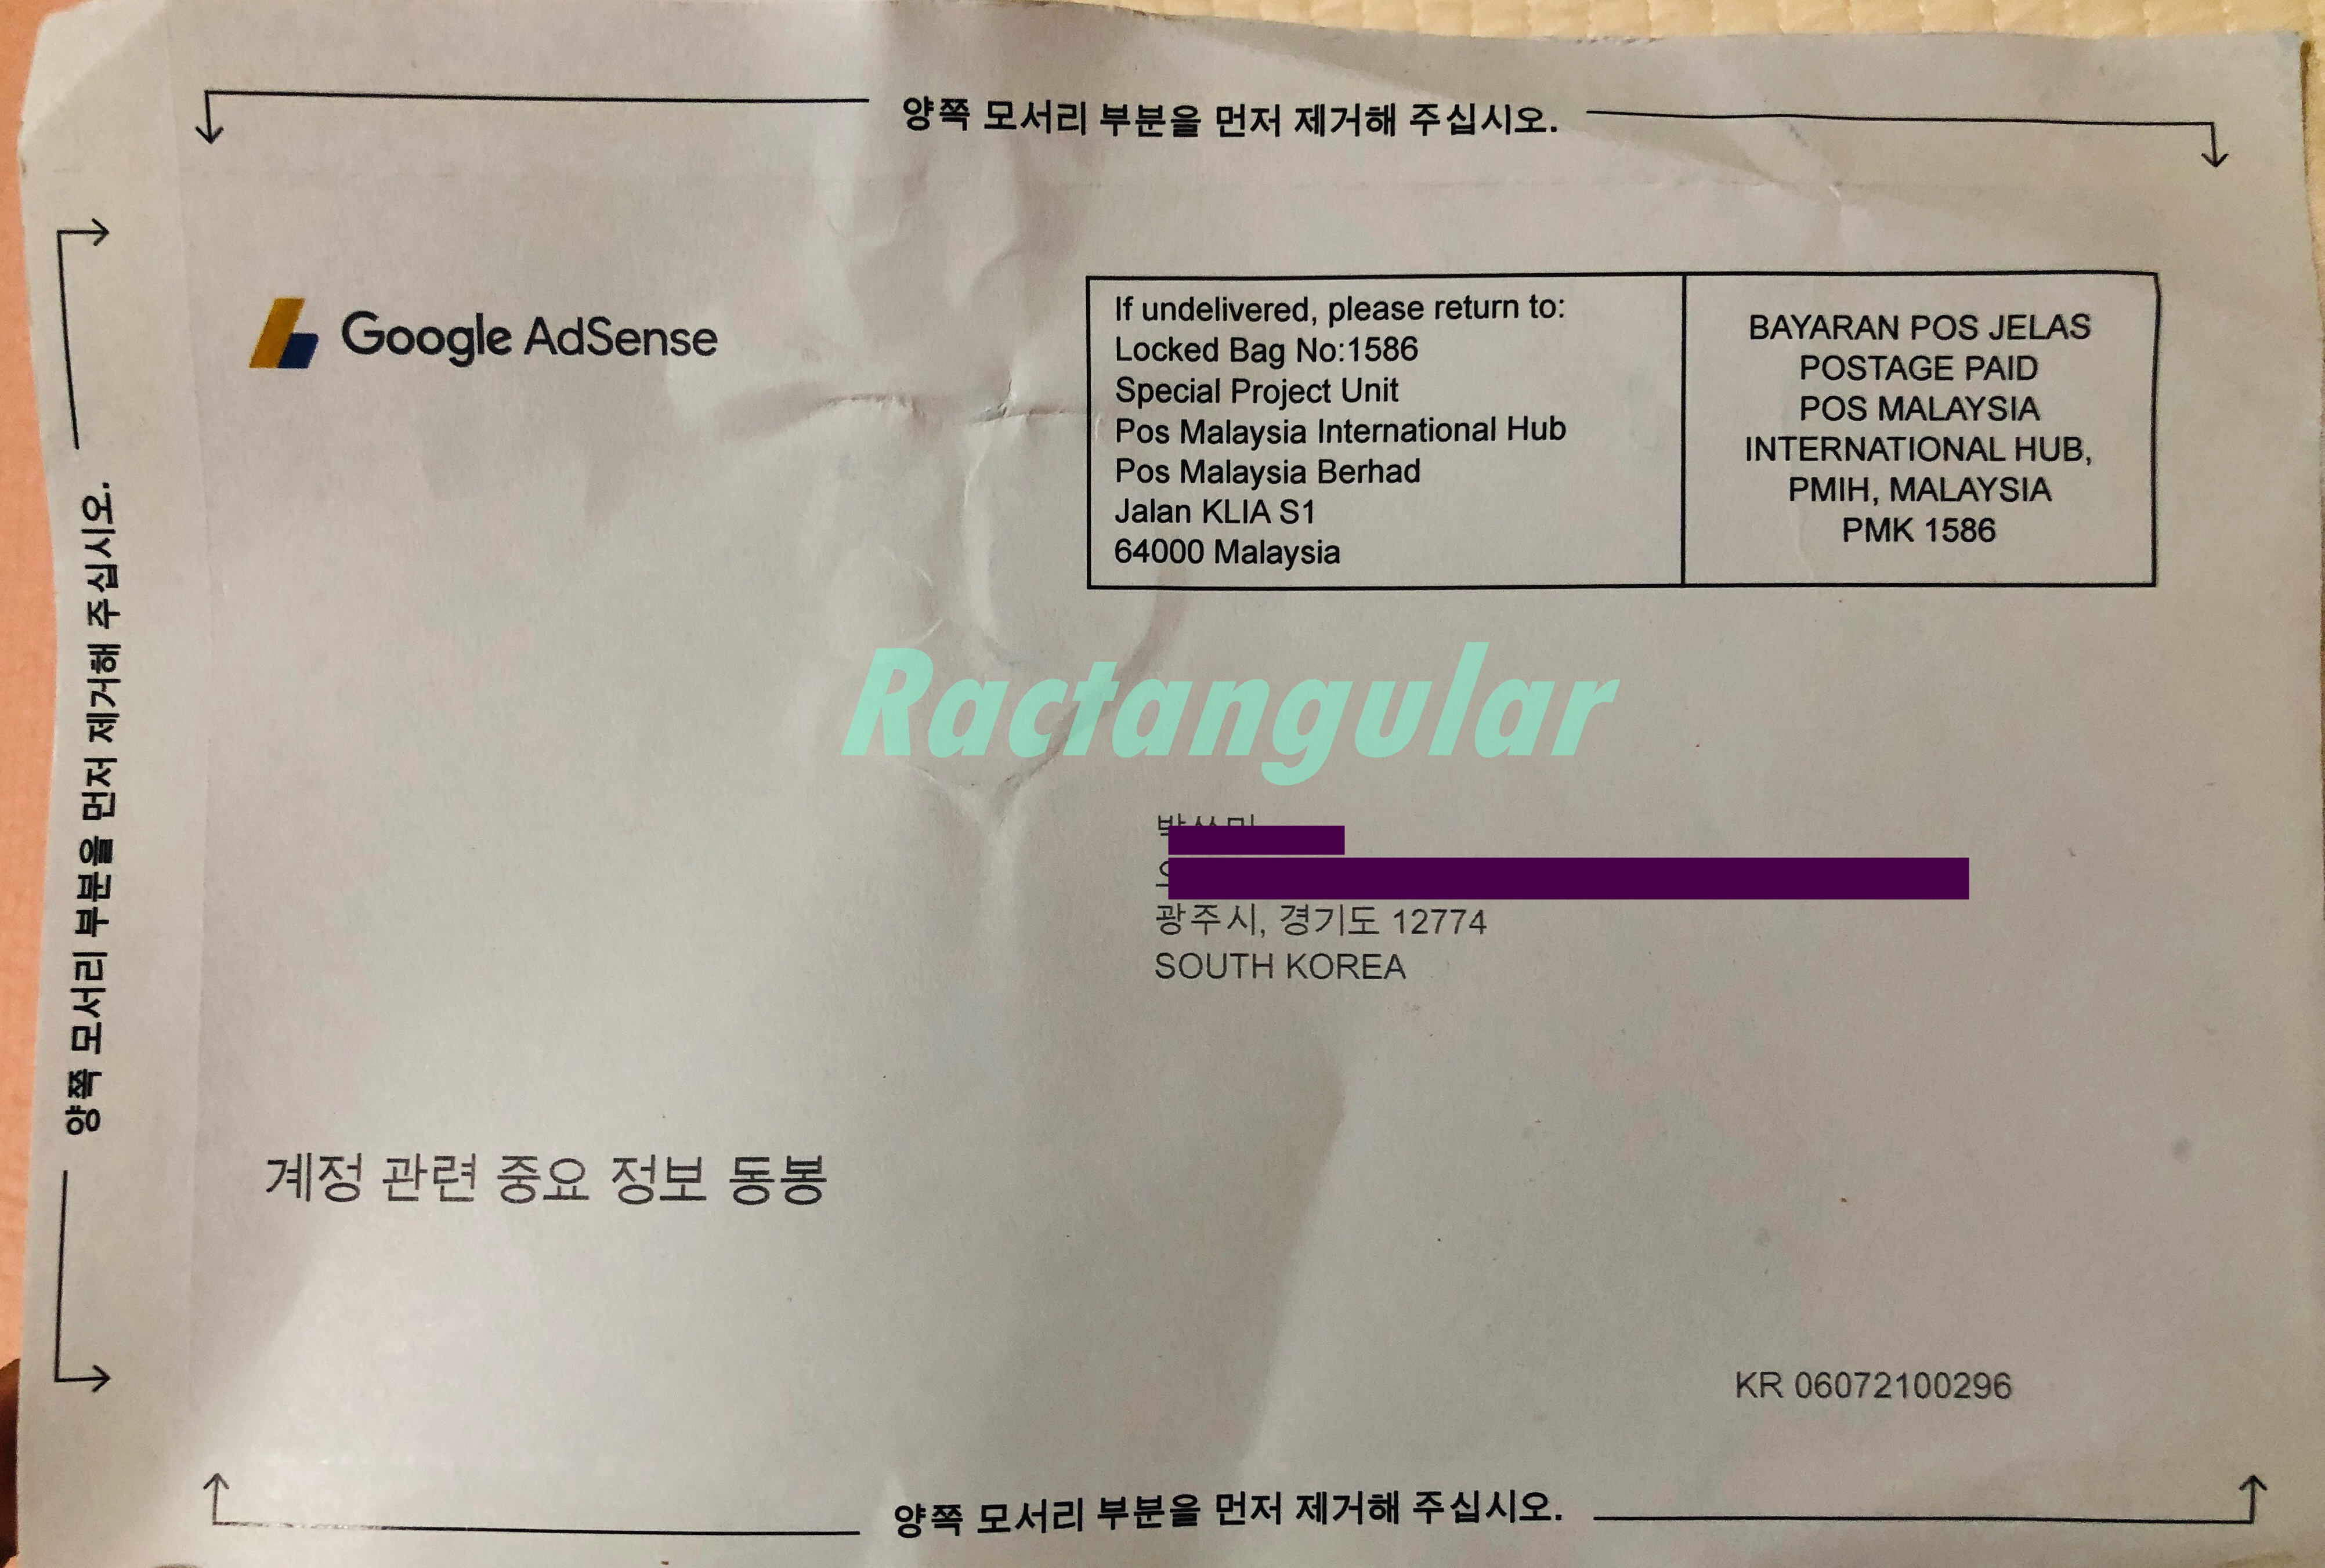 양쪽 모서리 부분을 먼저 제거해 주십시오.
양쪽 모서리 부분을 먼저 제거해 주십시오.
Google AdSense
If undelivered, please return to:
Locked Bag No:1586
Special Project Unit
Pos Malaysia International Hub
Pos Malaysia Berhad
Jalan KLIA S1
64000 Malaysia
BAYARAN POS JELAS
POSTAGE PAID
POS MALAYSIA
INTERNATIONAL HUB,
PMIH, MALAYSIA
PMK 1586
Ractangular
광주시, 경기도 12774
SOUTH KOREA
계정 관련 중요 정보 동봉
KR 06072100296
양쪽 모서리 부분을 먼저 제거해 주십시오.